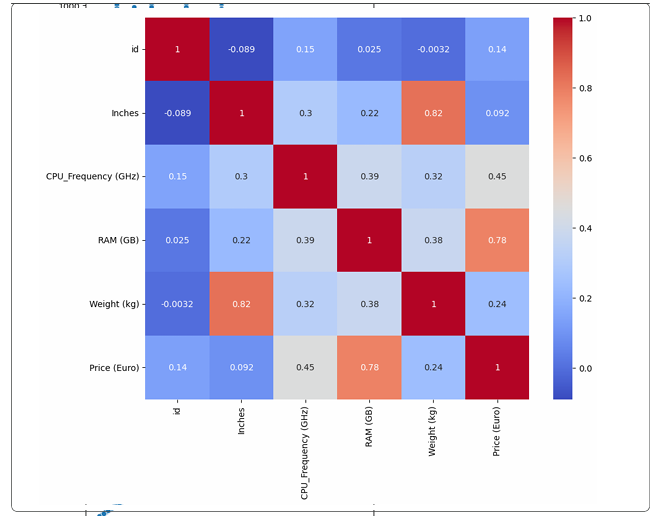 1000
id 1 -0.089 0.15 0.025 -0.0032 0.14
Inches -0.089 1 0.3 0.22 0.82 0.092
CPU_Frequency (GHz) 0.15 0.3 1 0.39 0.32 0.45
RAM (GB) 0.025 0.22 0.39 1 0.38 0.78
Weight (kg) -0.0032 0.82 0.32 0.38 1 0.24
Price (Euro) 0.14 0.092 0.45 0.78 0.24 1
id Inches CPU_Frequency (GHz) RAM (GB) Weight (kg) Price (Euro)
1.0
0.8
0.6
0.4
0.2
0.0